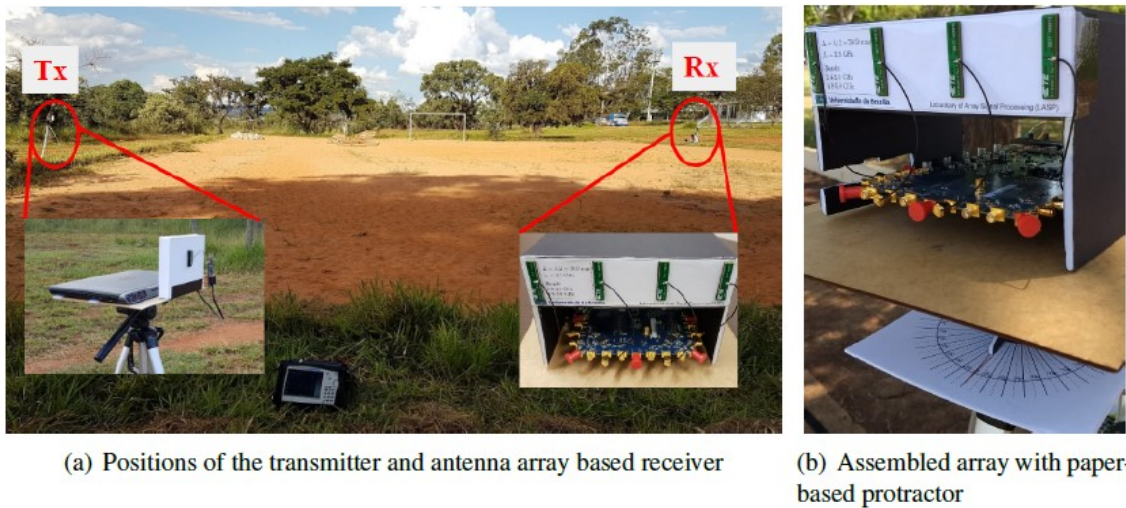 Tx
Rx
(a) Positions of the transmitter and antenna array based receiver
Universidade de Brasília
Laboratory of Array Signal Processing (LASP)
(b) Assembled array with paper-
based protractor